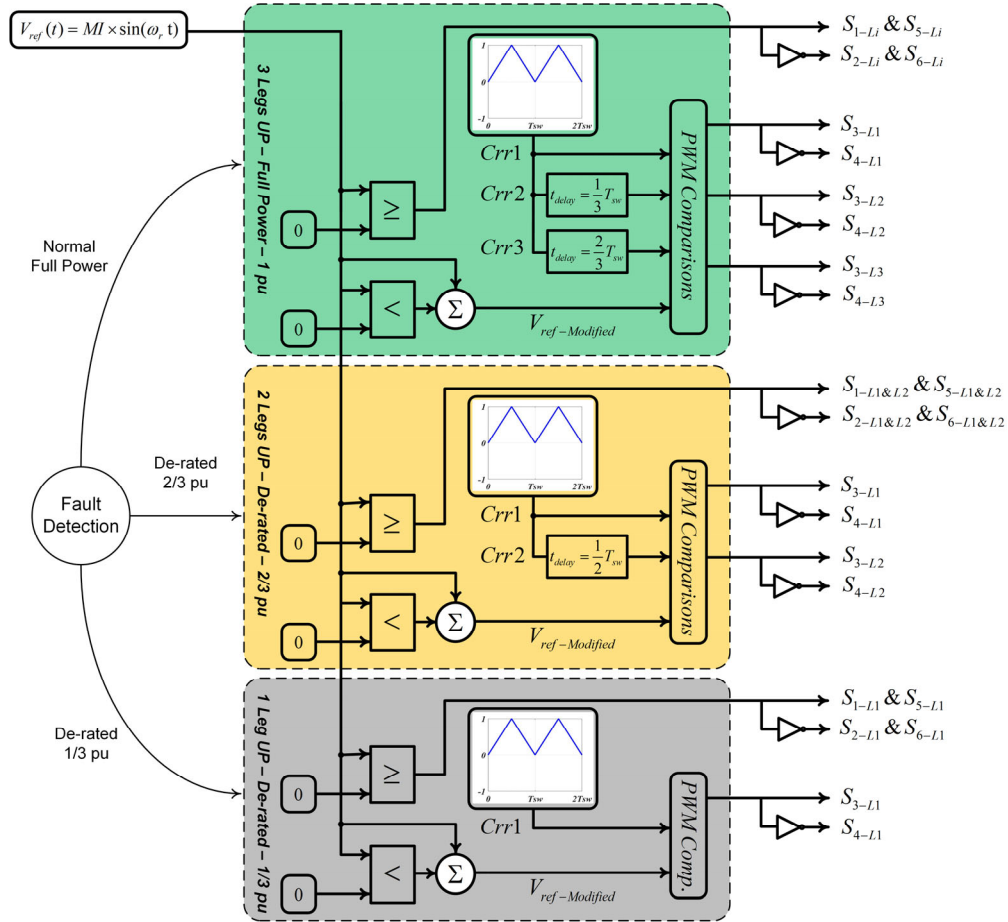 V_ref (t) = MI × sin(ω_r t)
3 Legs UP – Full Power – 1 pu
1
0
-1
0 Tsw 2Tsw
Crr1
Crr2
t_delay = 1/3 T_sw
Crr3
t_delay = 2/3 T_sw
0
≥
0
<
Σ
V_ref–Modified
PWM Comparisons
S_1–Li & S_5–Li
S_2–Li & S_6–Li
S_3–L1
S_4–L1
S_3–L2
S_4–L2
S_3–L3
S_4–L3
Normal
Full Power
De-rated
2/3 pu
Fault
Detection
De-rated
1/3 pu
2 Legs UP – De-rated – 2/3 pu
1
0
-1
0 Tsw 2Tsw
Crr1
Crr2
t_delay = 1/2 T_sw
0
≥
0
<
Σ
V_ref–Modified
PWM Comparisons
S_1–L1&L2 & S_5–L1&L2
S_2–L1&L2 & S_6–L1&L2
S_3–L1
S_4–L1
S_3–L2
S_4–L2
1 Leg UP – De-rated – 1/3 pu
1
0
-1
0 Tsw 2Tsw
Crr1
0
≥
0
<
Σ
V_ref–Modified
PWM Comp.
S_1–L1 & S_5–L1
S_2–L1 & S_6–L1
S_3–L1
S_4–L1